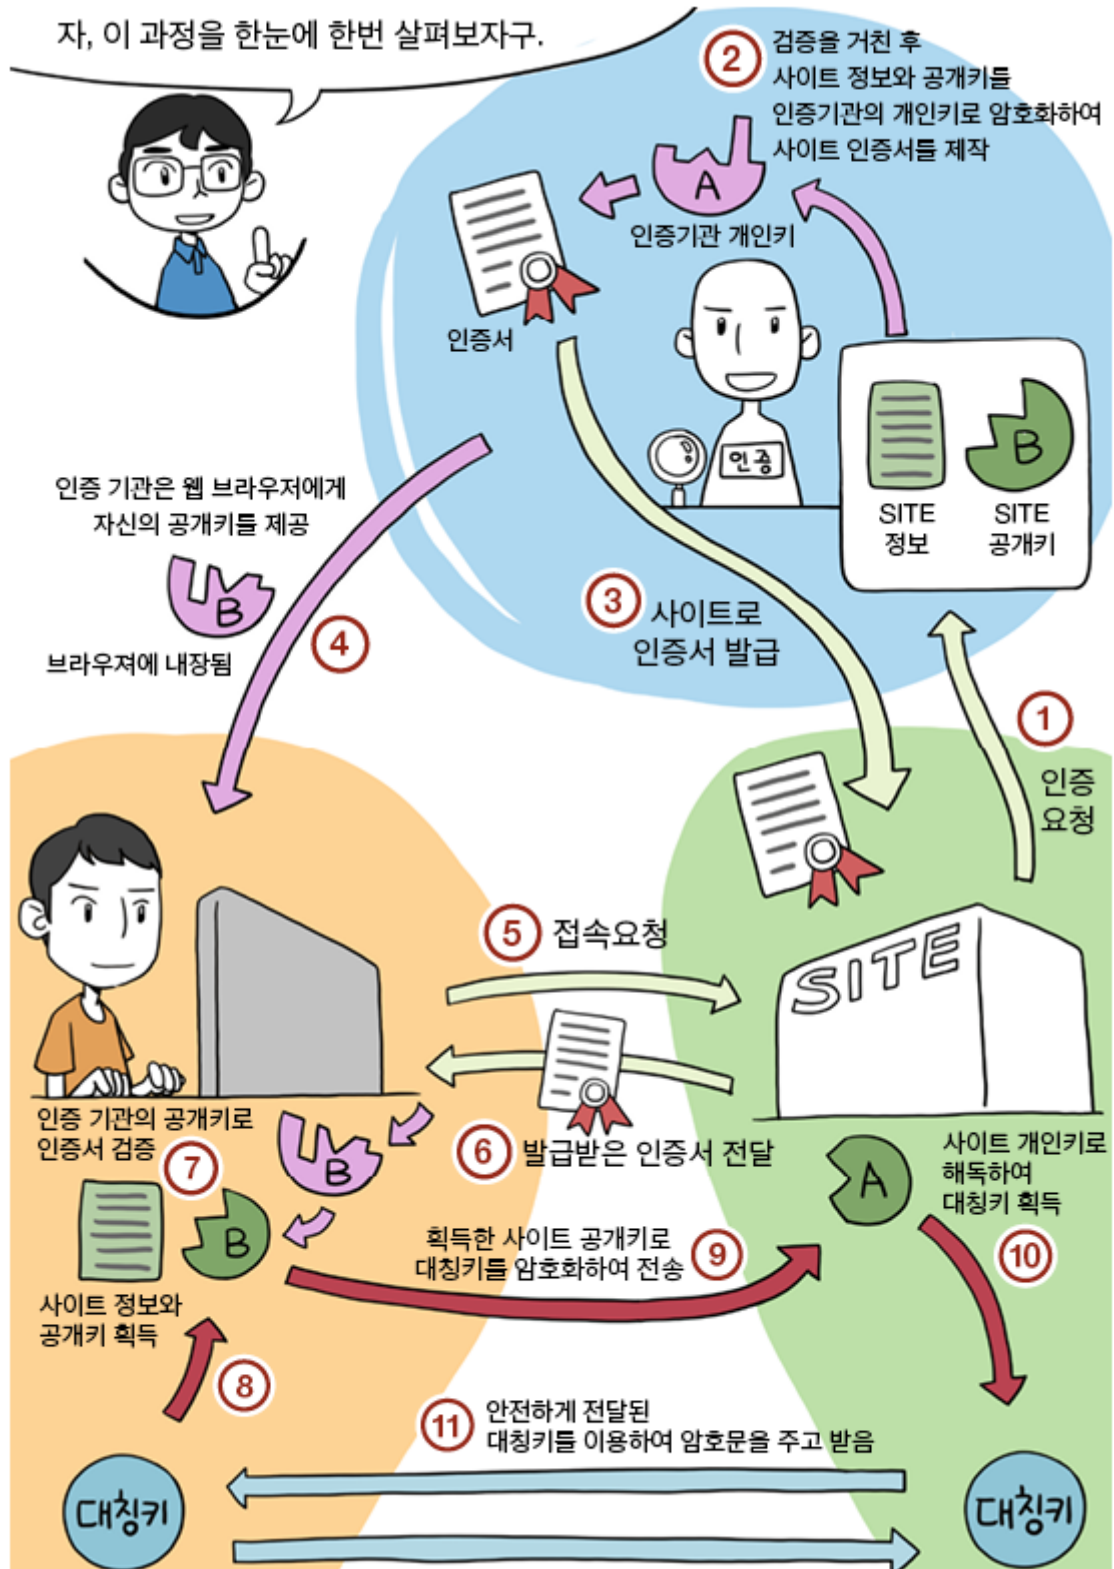 자, 이 과정을 한눈에 한번 살펴보자구.
2
검증을 거친 후
사이트 정보와 공개키를
인증기관의 개인키로 암호화하여
사이트 인증서를 제작
A
인증기관 개인키
인증서
인증
B
SITE
정보
SITE
공개키
인증 기관은 웹 브라우저에게
자신의 공개키를 제공
B
브라우져에 내장됨
4
3
사이트로
인증서 발급
1
인증
요청
5 접속요청
SITE
인증 기관의 공개키로
인증서 검증
7
B
6 발급받은 인증서 전달
A
사이트 개인키로
해독하여
대칭키 획득
10
B
사이트 정보와
공개키 획득
획득한 사이트 공개키로
대칭키를 암호화하여 전송
9
8
11
안전하게 전달된
대칭키를 이용하여 암호문을 주고 받음
대칭키
대칭키